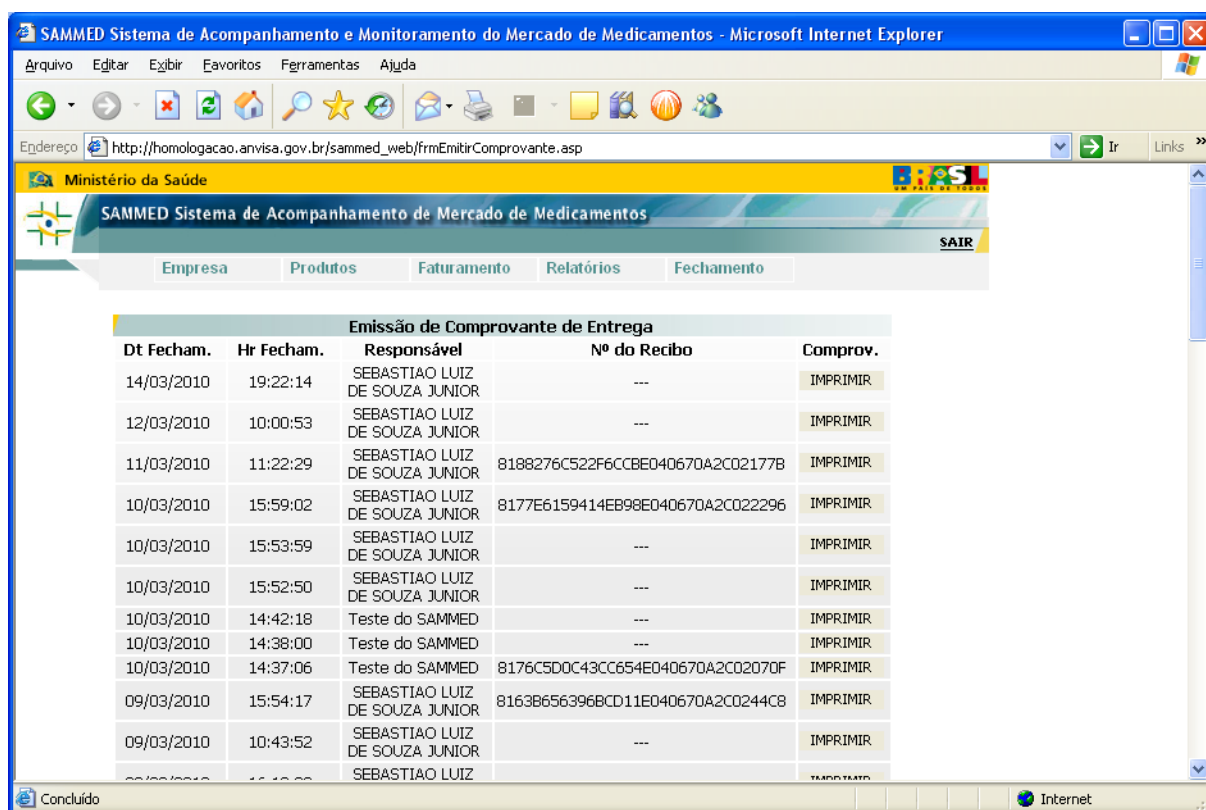 SAMMED Sistema de Acompanhamento e Monitoramento do Mercado de Medicamentos - Microsoft Internet Explorer
Arquivo Editar Exibir Favoritos Ferramentas Ajuda
Endereço http://homologacao.anvisa.gov.br/sammed_web/frmEmitirComprovante.asp Ir Links »
Ministério da Saúde BRASIL
UM PAÍS DE TODOS
SAMMED Sistema de Acompanhamento de Mercado de Medicamentos
SAIR
Empresa Produtos Faturamento Relatórios Fechamento
Emissão de Comprovante de Entrega
Dt Fecham. Hr Fecham. Responsável Nº do Recibo Comprov.
14/03/2010 19:22:14 SEBASTIAO LUIZ DE SOUZA JUNIOR --- IMPRIMIR
12/03/2010 10:00:53 SEBASTIAO LUIZ DE SOUZA JUNIOR --- IMPRIMIR
11/03/2010 11:22:29 SEBASTIAO LUIZ DE SOUZA JUNIOR 8188276C522F6CCBE040670A2C02177B IMPRIMIR
10/03/2010 15:59:02 SEBASTIAO LUIZ DE SOUZA JUNIOR 8177E6159414EB98E040670A2C022296 IMPRIMIR
10/03/2010 15:53:59 SEBASTIAO LUIZ DE SOUZA JUNIOR --- IMPRIMIR
10/03/2010 15:52:50 SEBASTIAO LUIZ DE SOUZA JUNIOR --- IMPRIMIR
10/03/2010 14:42:18 Teste do SAMMED --- IMPRIMIR
10/03/2010 14:38:00 Teste do SAMMED --- IMPRIMIR
10/03/2010 14:37:06 Teste do SAMMED 8176C5D0C43CC654E040670A2C02070F IMPRIMIR
09/03/2010 15:54:17 SEBASTIAO LUIZ DE SOUZA JUNIOR 8163B656396BCD11E040670A2C0244C8 IMPRIMIR
09/03/2010 10:43:52 SEBASTIAO LUIZ DE SOUZA JUNIOR --- IMPRIMIR
SEBASTIAO LUIZ
Concluído Internet